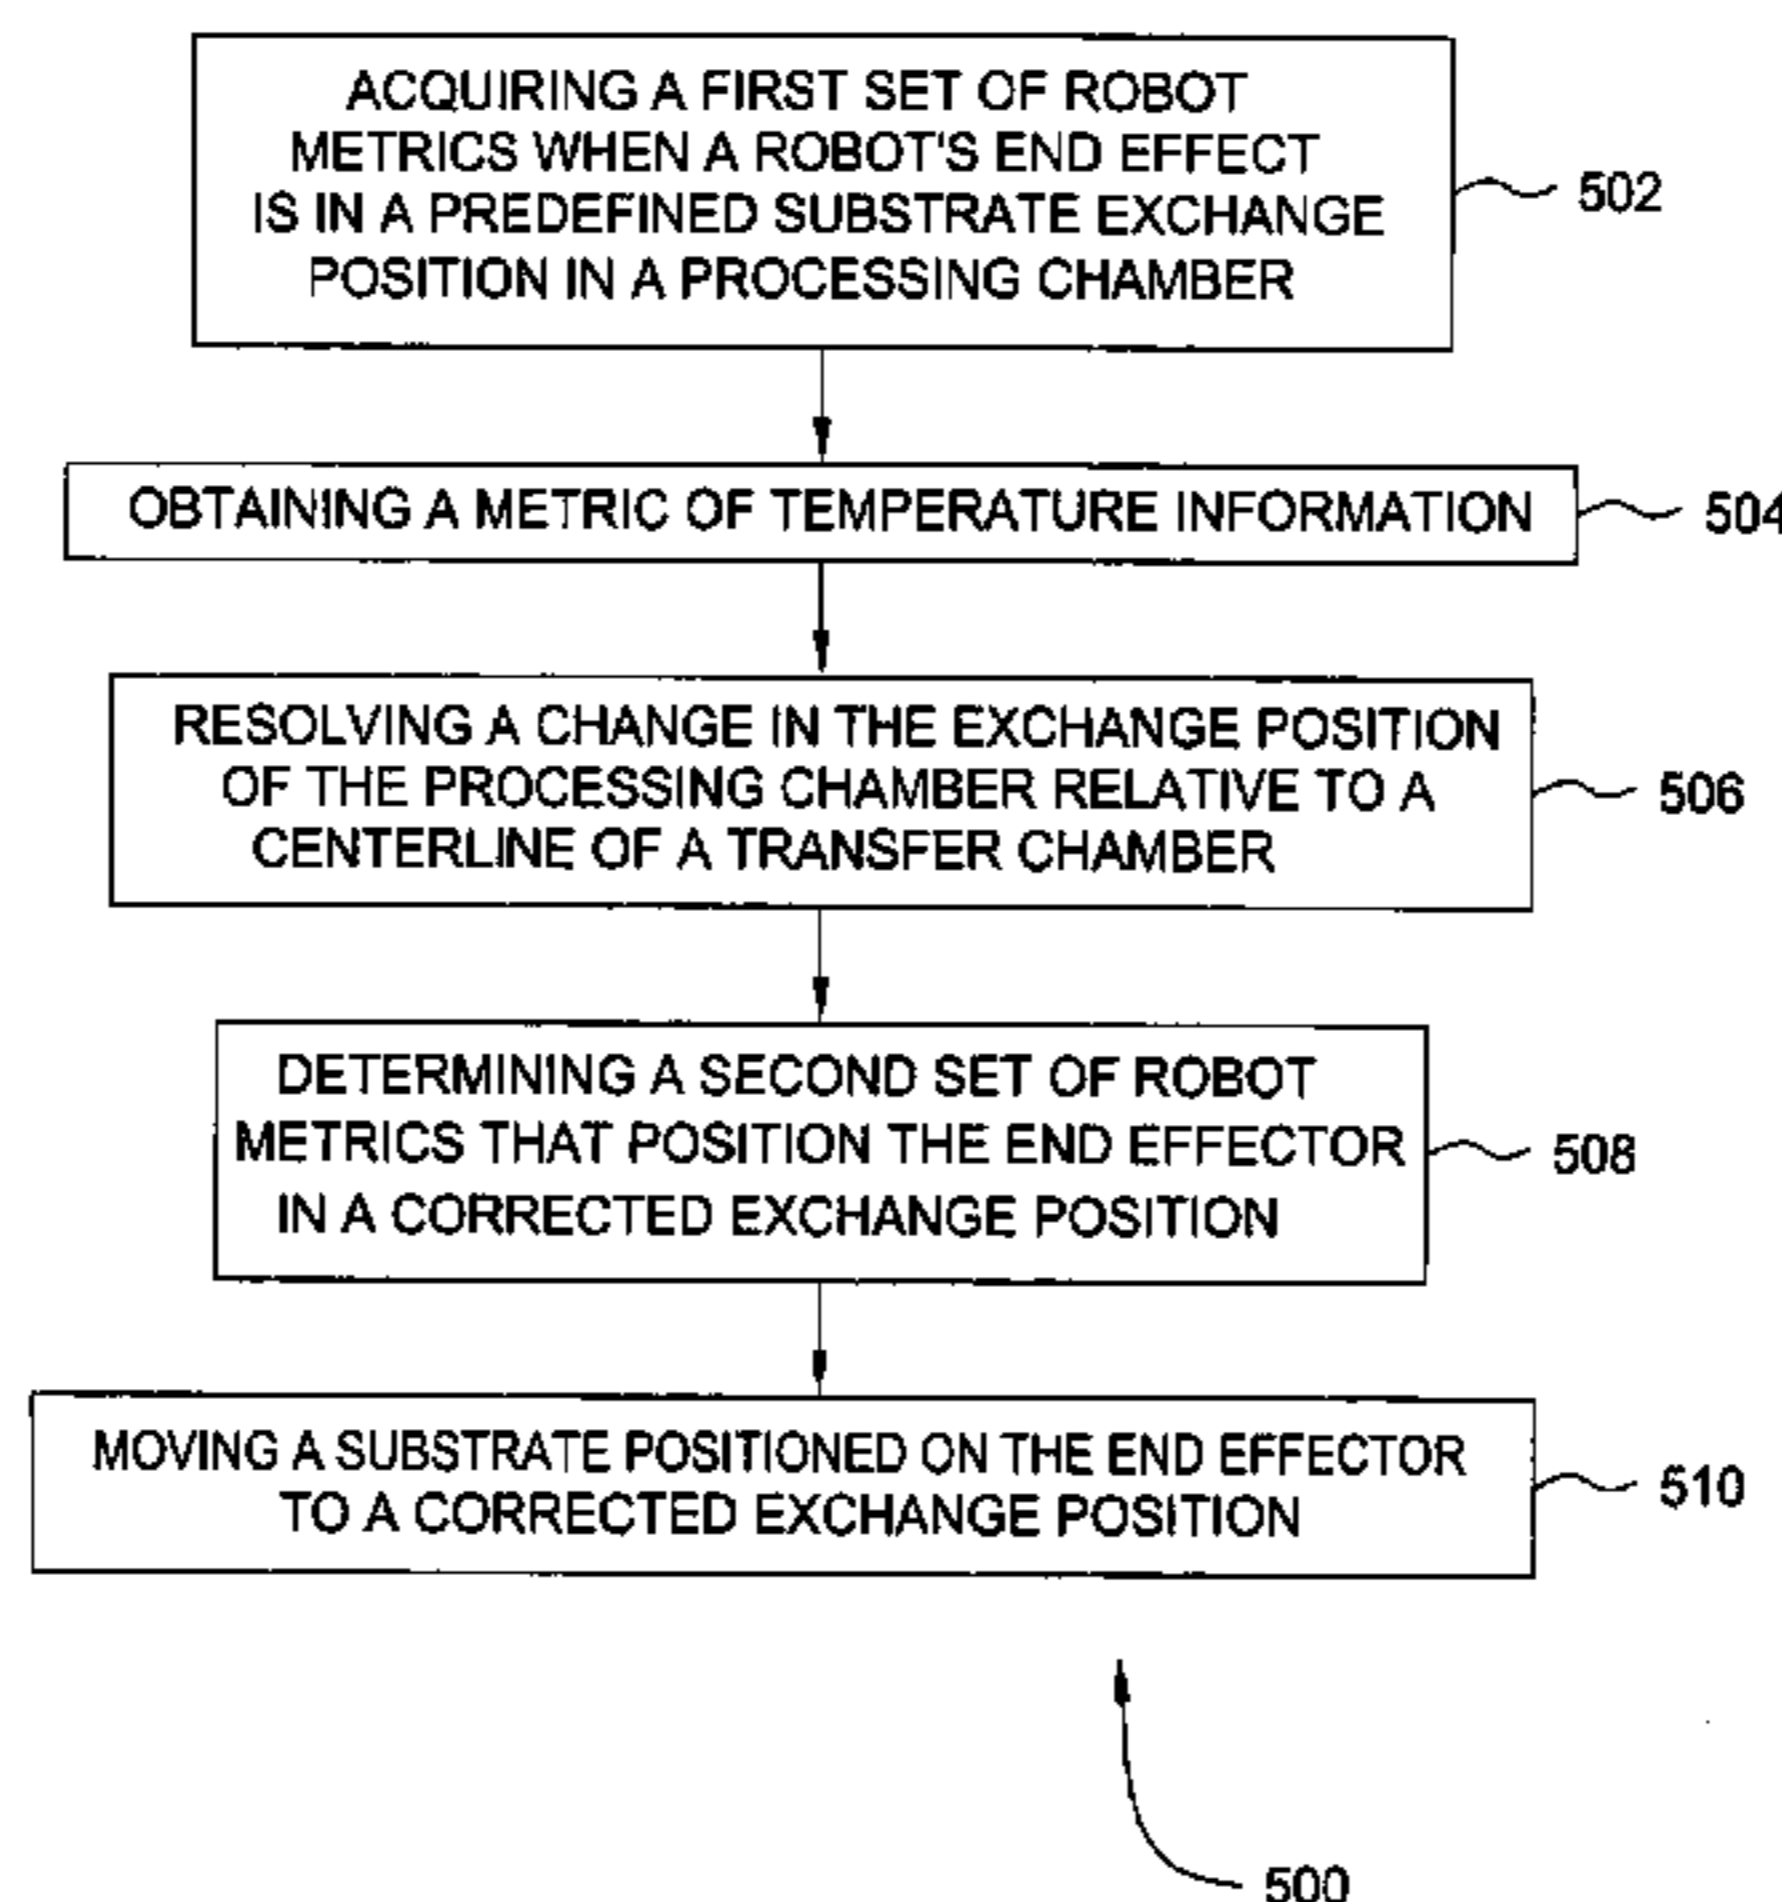 ACQUIRING A FIRST SET OF ROBOT
METRICS WHEN A ROBOT'S END EFFECT
IS IN A PREDEFINED SUBSTRATE EXCHANGE
POSITION IN A PROCESSING CHAMBER
502
OBTAINING A METRIC OF TEMPERATURE INFORMATION
504
RESOLVING A CHANGE IN THE EXCHANGE POSITION
OF THE PROCESSING CHAMBER RELATIVE TO A
CENTERLINE OF A TRANSFER CHAMBER
506
DETERMINING A SECOND SET OF ROBOT
METRICS THAT POSITION THE END EFFECTOR
IN A CORRECTED EXCHANGE POSITION
508
MOVING A SUBSTRATE POSITIONED ON THE END EFFECTOR
TO A CORRECTED EXCHANGE POSITION
510
500